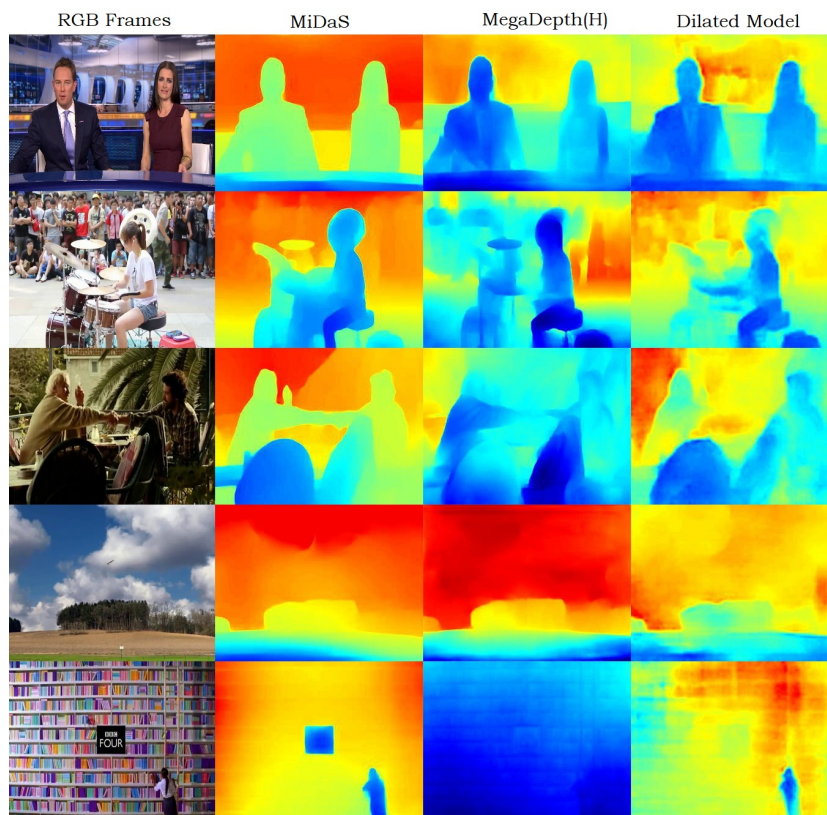 RGB Frames
MiDaS
MegaDepth(H)
Dilated Model
BBC
FOUR